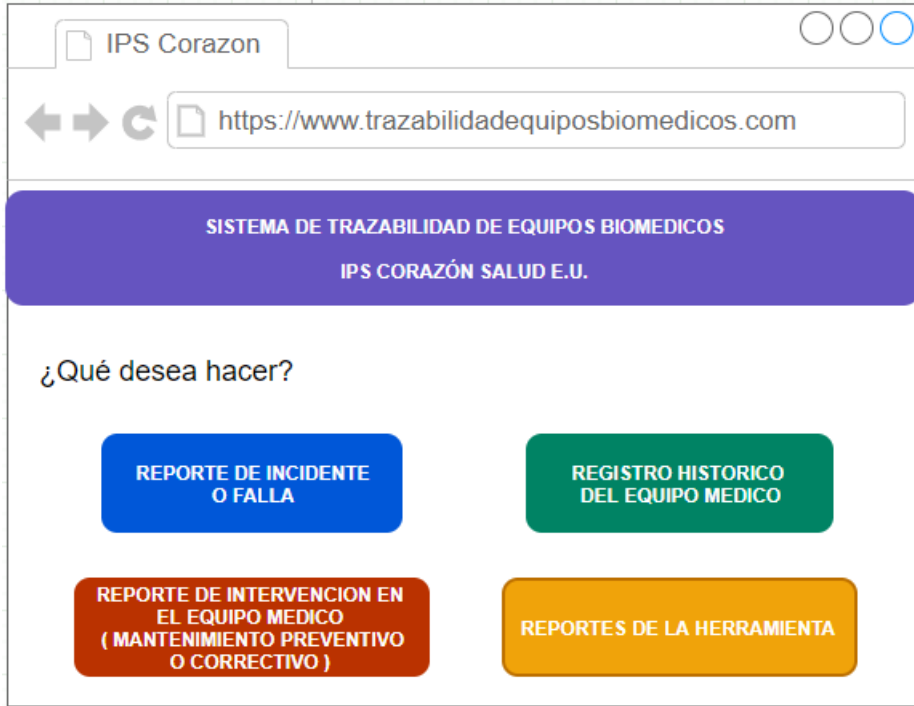 IPS Corazon
https://www.trazabilidadequiposbiomedicos.com
SISTEMA DE TRAZABILIDAD DE EQUIPOS BIOMEDICOS
IPS CORAZÓN SALUD E.U.
¿Qué desea hacer?
REPORTE DE INCIDENTE
O FALLA
REGISTRO HISTORICO
DEL EQUIPO MEDICO
REPORTE DE INTERVENCION EN
EL EQUIPO MEDICO
( MANTENIMIENTO PREVENTIVO
O CORRECTIVO )
REPORTES DE LA HERRAMIENTA